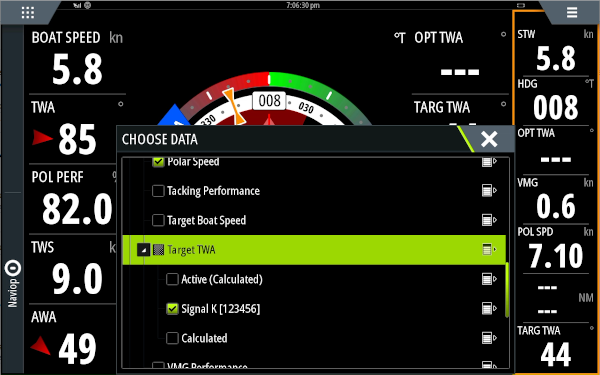 7:06:30 pm
BOAT SPEED kn
5.8
TWA °
85
POL PERF %
82.0
TWS kn
9.0
AWA °
49
Naviop
330
008
030
°T OPT TWA °
---
TARG TWA °
CHOOSE DATA
Polar Speed
Tacking Performance
Target Boat Speed
Target TWA
Active (Calculated)
Signal K [123456]
Calculated
VMG Performance
STW kn
5.8
HDG °T
008
OPT TWA °
---
VMG kn
0.6
POL SPD kn
7.10
---
--- NM
TARG TWA °
44